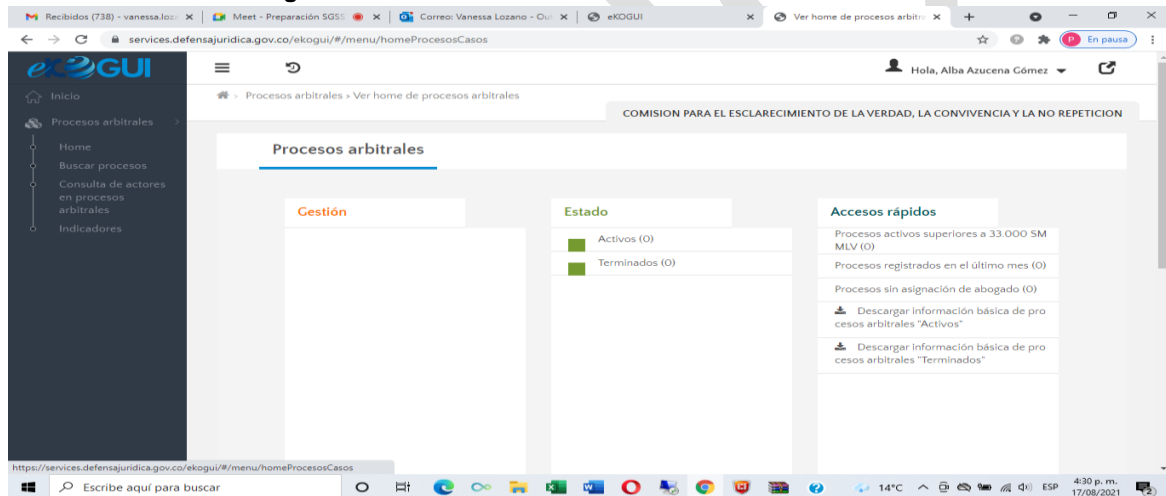 Recibidos (738) - vanessa.loz
Meet - Preparación SGSS
Correo: Vanessa Lozano - Out
eKOGUI
Ver home de procesos arbitra
services.defensajuridica.gov.co/ekogui/#/menu/homeProcesosCasos
P En pausa
GUI
Hola, Alba Azucena Gómez
Inicio
Procesos arbitrales
Home
Buscar procesos
Consulta de actores
en procesos
arbitrales
Indicadores
Procesos arbitrales » Ver home de procesos arbitrales
COMISION PARA EL ESCLARECIMIENTO DE LA VERDAD, LA CONVIVENCIA Y LA NO REPETICION
Procesos arbitrales
Gestión
Estado
Activos (0)
Terminados (0)
Accesos rápidos
Procesos activos superiores a 33.000 SM
MLV (0)
Procesos registrados en el último mes (0)
Procesos sin asignación de abogado (0)
Descargar información básica de pro
cesos arbitrales "Activos"
Descargar información básica de pro
cesos arbitrales "Terminados"
https://services.defensajuridica.gov.co/ekogui/#/menu/homeProcesosCasos
Escribe aquí para buscar
14°C
ESP
4:30 p. m.
17/08/2021
2